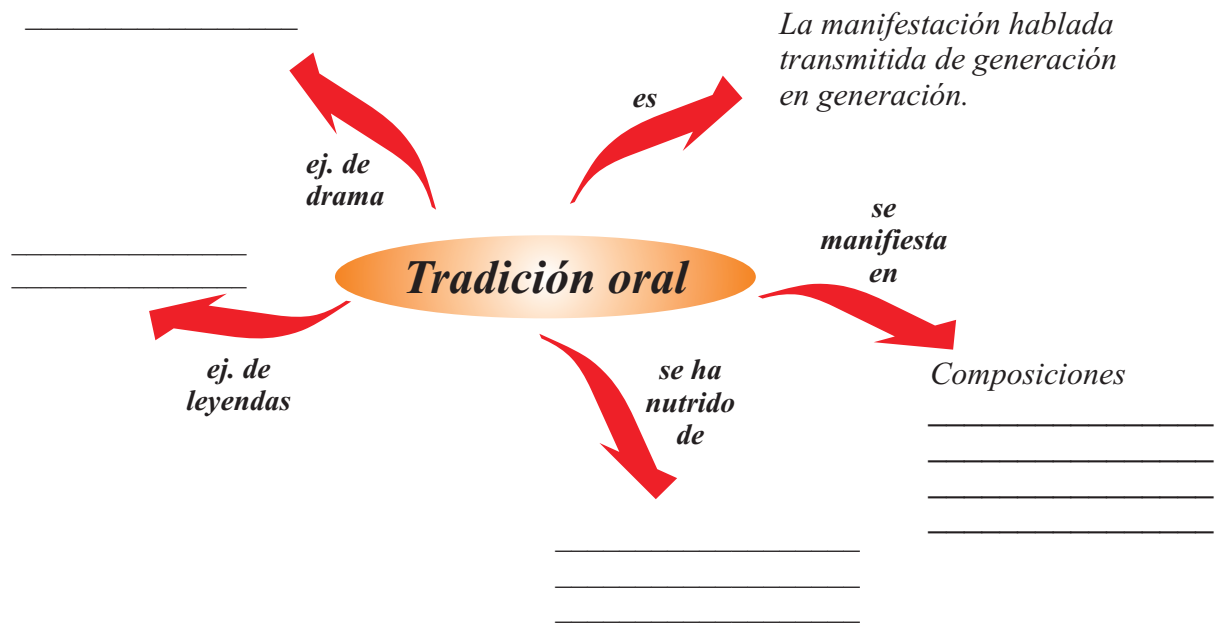 La manifestación hablada
transmitida de generación
en generación.
es
ej. de
drama
se
manifiesta
en
Tradición oral
ej. de
leyendas
se ha
nutrido
de
Composiciones